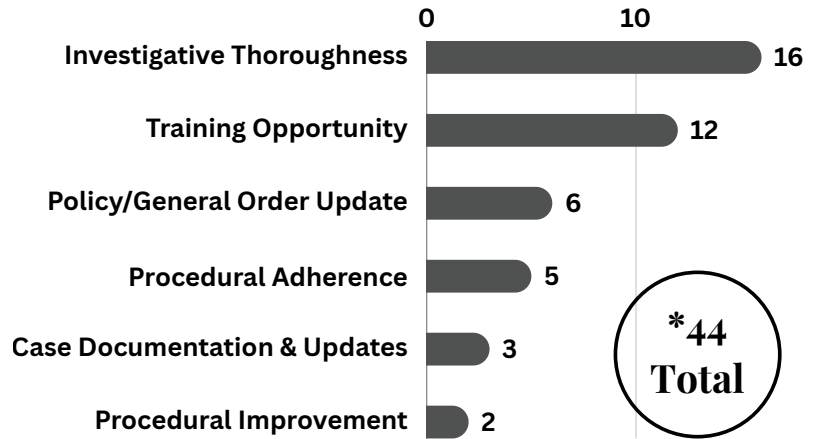 0 10
Investigative Thoroughness 16
Training Opportunity 12
Policy/General Order Update 6
Procedural Adherence 5
Case Documentation & Updates 3
Procedural Improvement 2
*44
Total